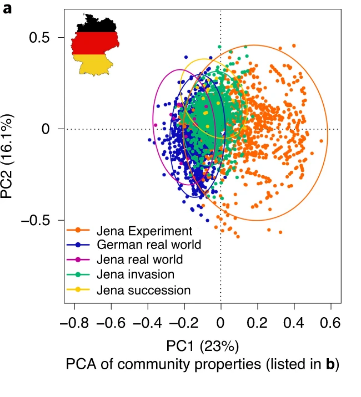 a
0.5
0
−0.5
PC2 (16.1%)
Jena Experiment
German real world
Jena real world
Jena invasion
Jena succession
−0.8 −0.6 −0.4 −0.2 0 0.2 0.4 0.6
PC1 (23%)
PCA of community properties (listed in b)